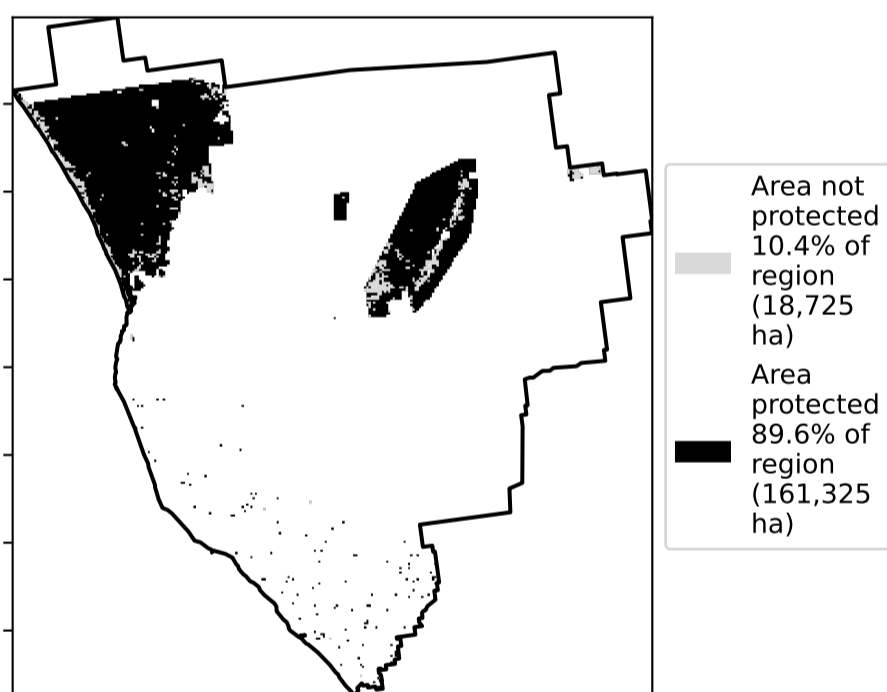 Area not
protected
10.4% of
region
(18,725
ha)
Area
protected
89.6% of
region
(161,325
ha)